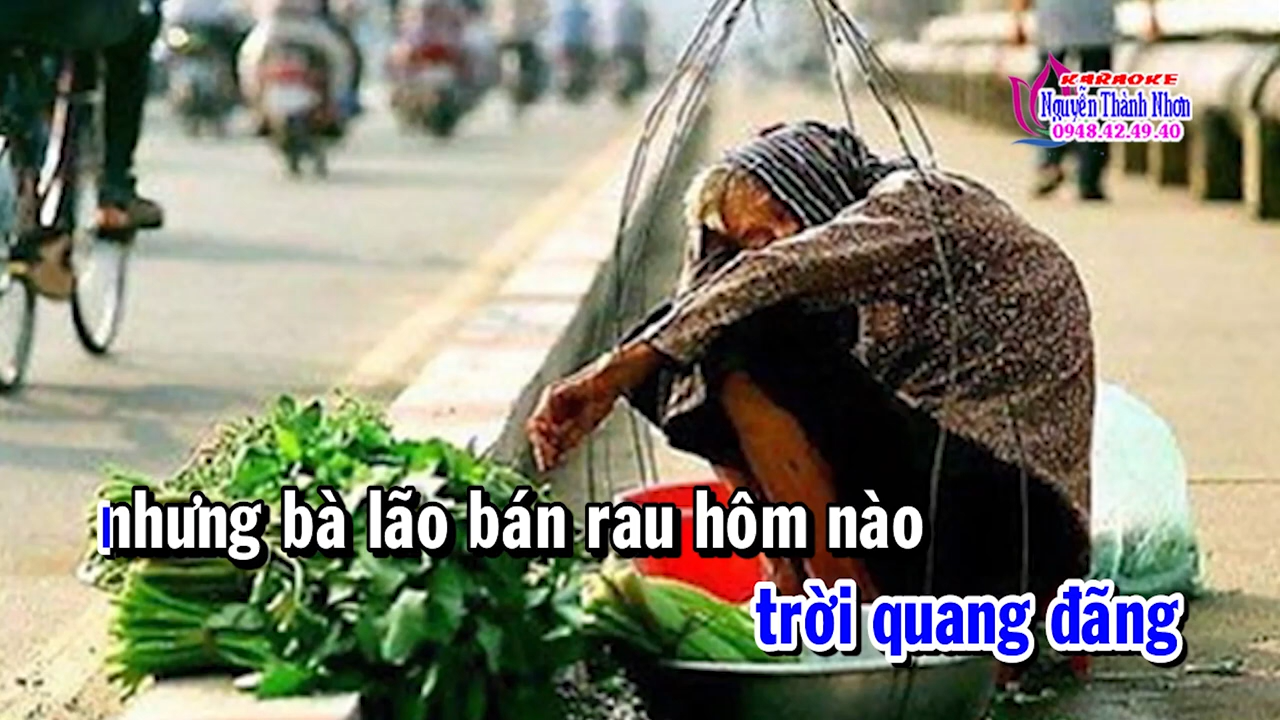 KARAOKE
Nguyễn Thành Nhơn
0948.42.49.40
nhưng bà lão bán rau hôm nào
trời quang đãng